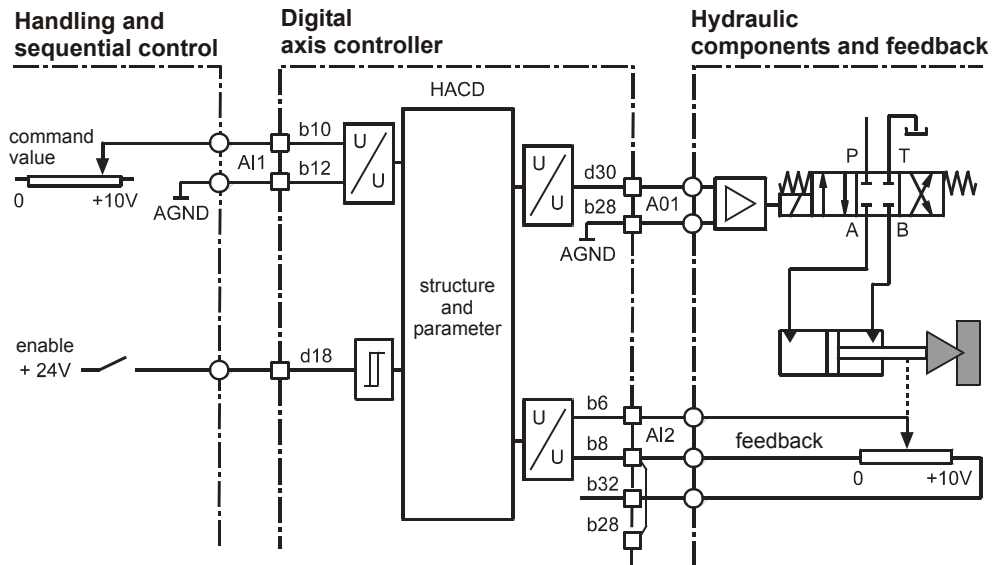 Handling and
sequential control
Digital
axis controller
Hydraulic
components and feedback
HACD
command
value
0
+10V
AGND
AI1
b10
b12
U
U
U
U
d30
b28
A01
AGND
P
T
A
B
structure
and
parameter
enable
+ 24V
d18
U
U
b6
b8
b32
b28
AI2
feedback
0
+10V